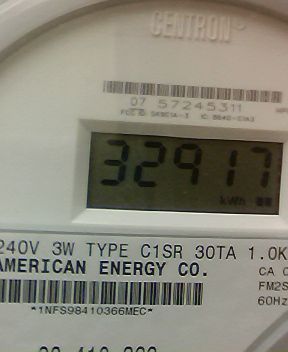 CENTRON®
07 57245311
32917
kWh
240V 3W TYPE C1SR 30TA 1.0K
AMERICAN ENERGY CO.
CA
FM2S
60Hz
*1NFS98410366MEC*